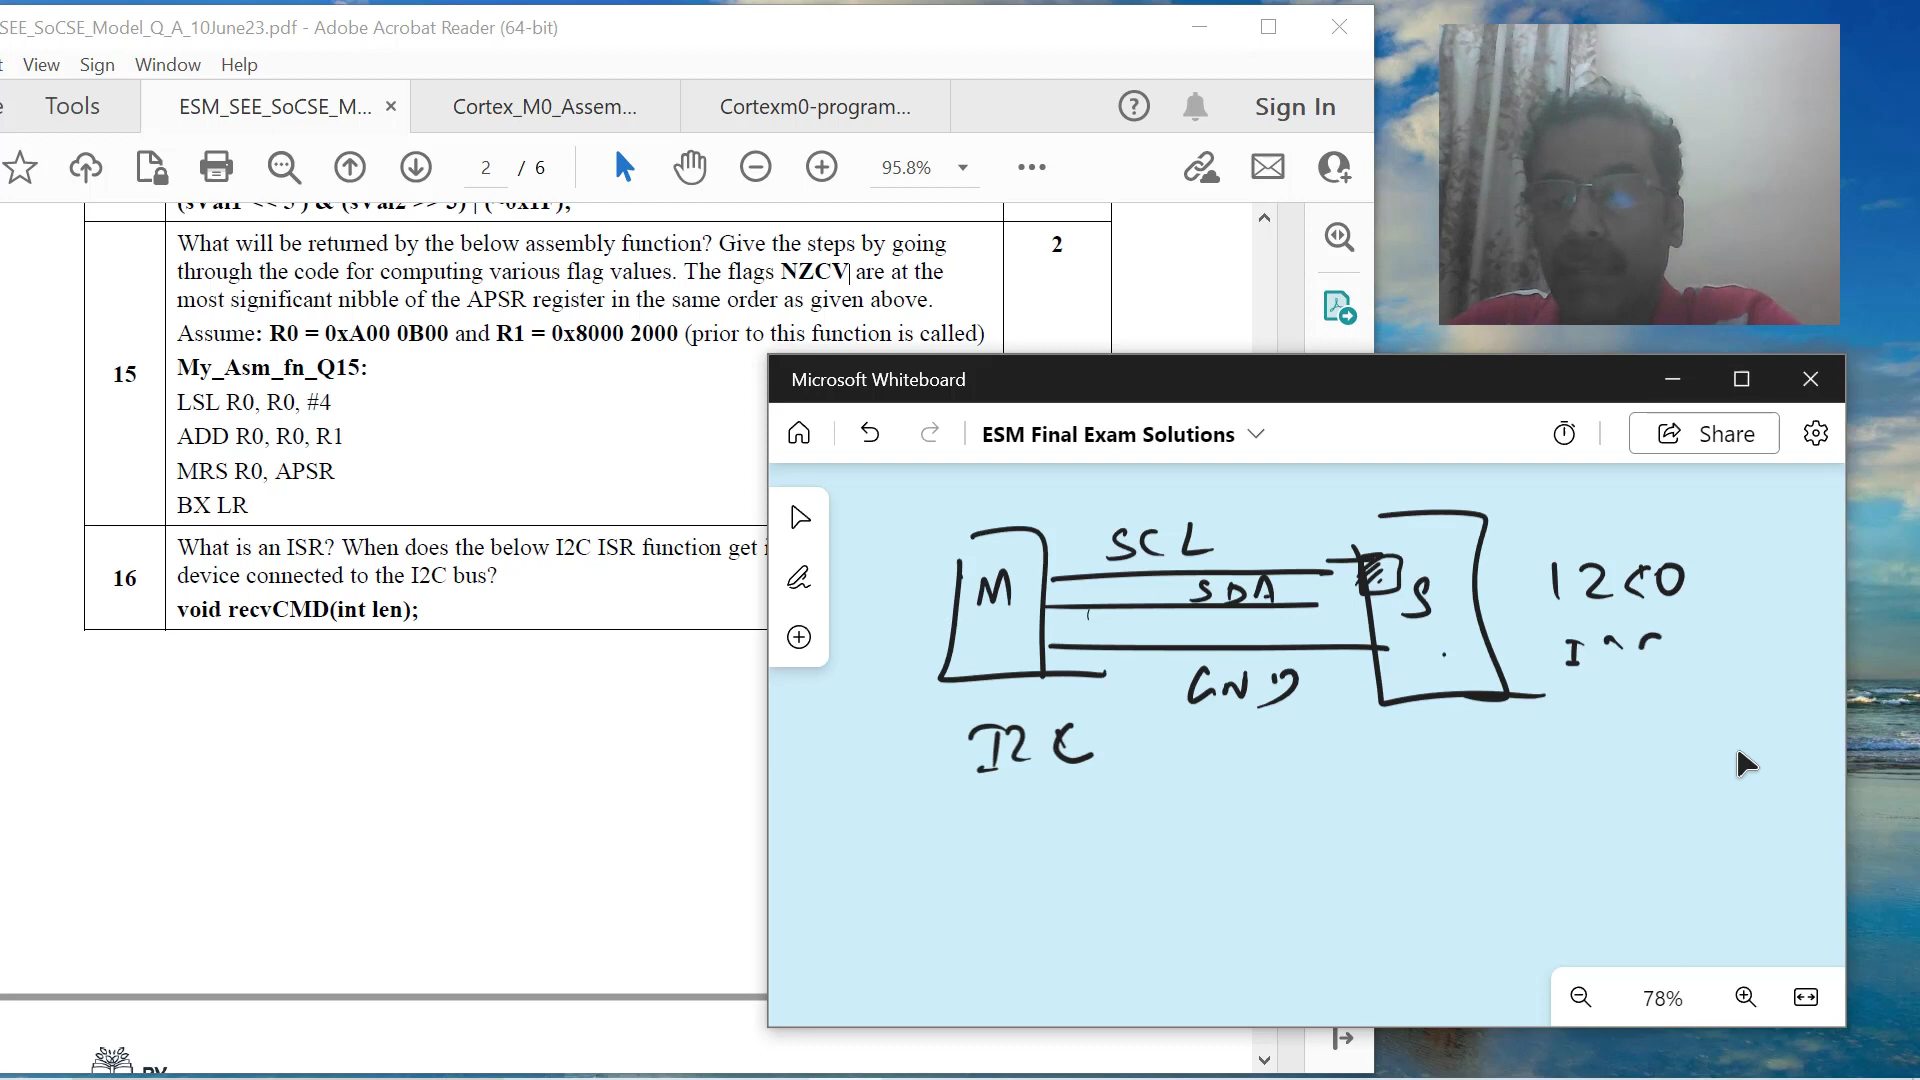 SEE_SoCSE_Model_Q_A_10June23.pdf - Adobe Acrobat Reader (64-bit)
View Sign Window Help
Tools ESM_SEE_SoCSE_M... Cortex_M0_Assem... Cortexm0-program... Sign In
2 / 6 95.8%
What will be returned by the below assembly function? Give the steps by going
through the code for computing various flag values. The flags NZCV are at the
most significant nibble of the APSR register in the same order as given above.
Assume: R0 = 0xA00 0B00 and R1 = 0x8000 2000 (prior to this function is called)
2
15
My_Asm_fn_Q15:
LSL R0, R0, #4
ADD R0, R0, R1
MRS R0, APSR
BX LR
16
What is an ISR? When does the below I2C ISR function get
device connected to the I2C bus?
void recvCMD(int len);
Microsoft Whiteboard
ESM Final Exam Solutions
Share
SCL
M
SDA
S
GND
I2C
78%